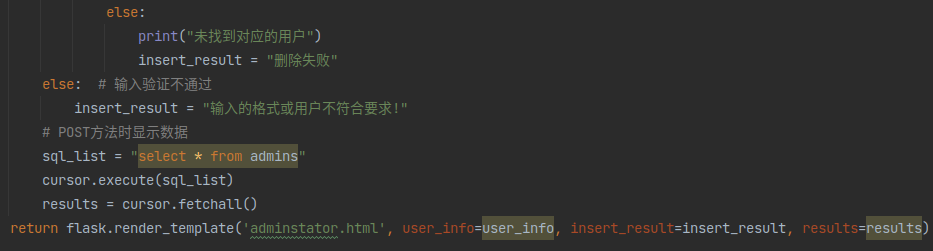 else:
print("未找到对应的用户")
insert_result = "删除失败"
else:  # 输入验证不通过
insert_result = "输入的格式或用户不符合要求!"
# POST方法时显示数据
sql_list = "select * from admins"
cursor.execute(sql_list)
results = cursor.fetchall()
return flask.render_template('adminstator.html', user_info=user_info, insert_result=insert_result, results=results)